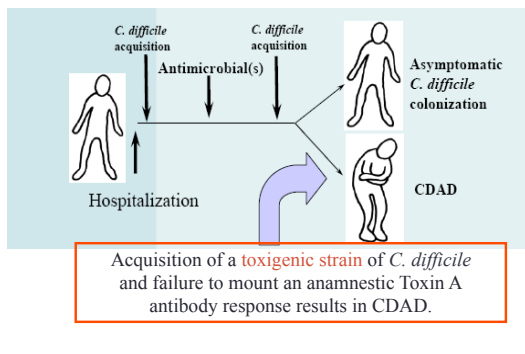 C. difficile
acquisition
C. difficile
acquisition
Antimicrobial(s)
Asymptomatic
C. difficile
colonization
CDAD
Hospitalization
Acquisition of a toxigenic strain of C. difficile
and failure to mount an anamnestic Toxin A
antibody response results in CDAD.